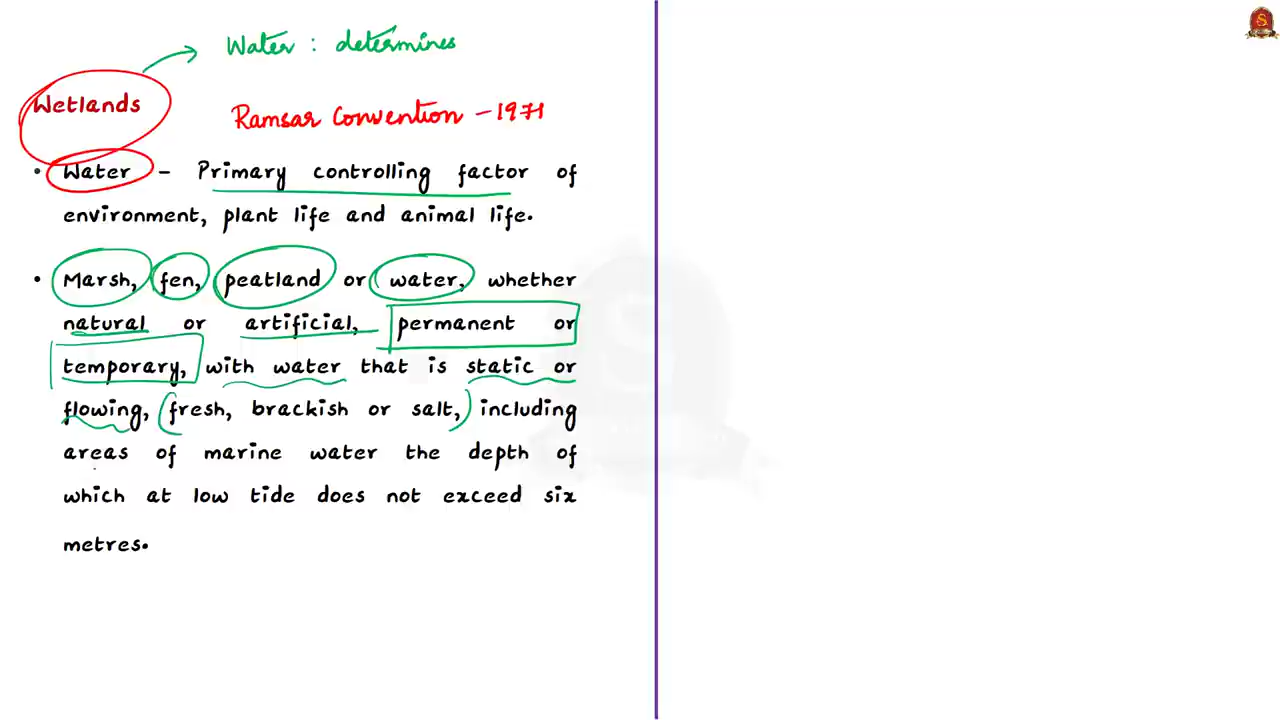 Water : determines
Wetlands
Ramsar Convention - 1971
• Water – Primary controlling factor of
environment, plant life and animal life.
• Marsh, fen, peatland or water, whether
natural or artificial, permanent or
temporary, with water that is static or
flowing, fresh, brackish or salt, including
areas of marine water the depth of
which at low tide does not exceed six
metres.